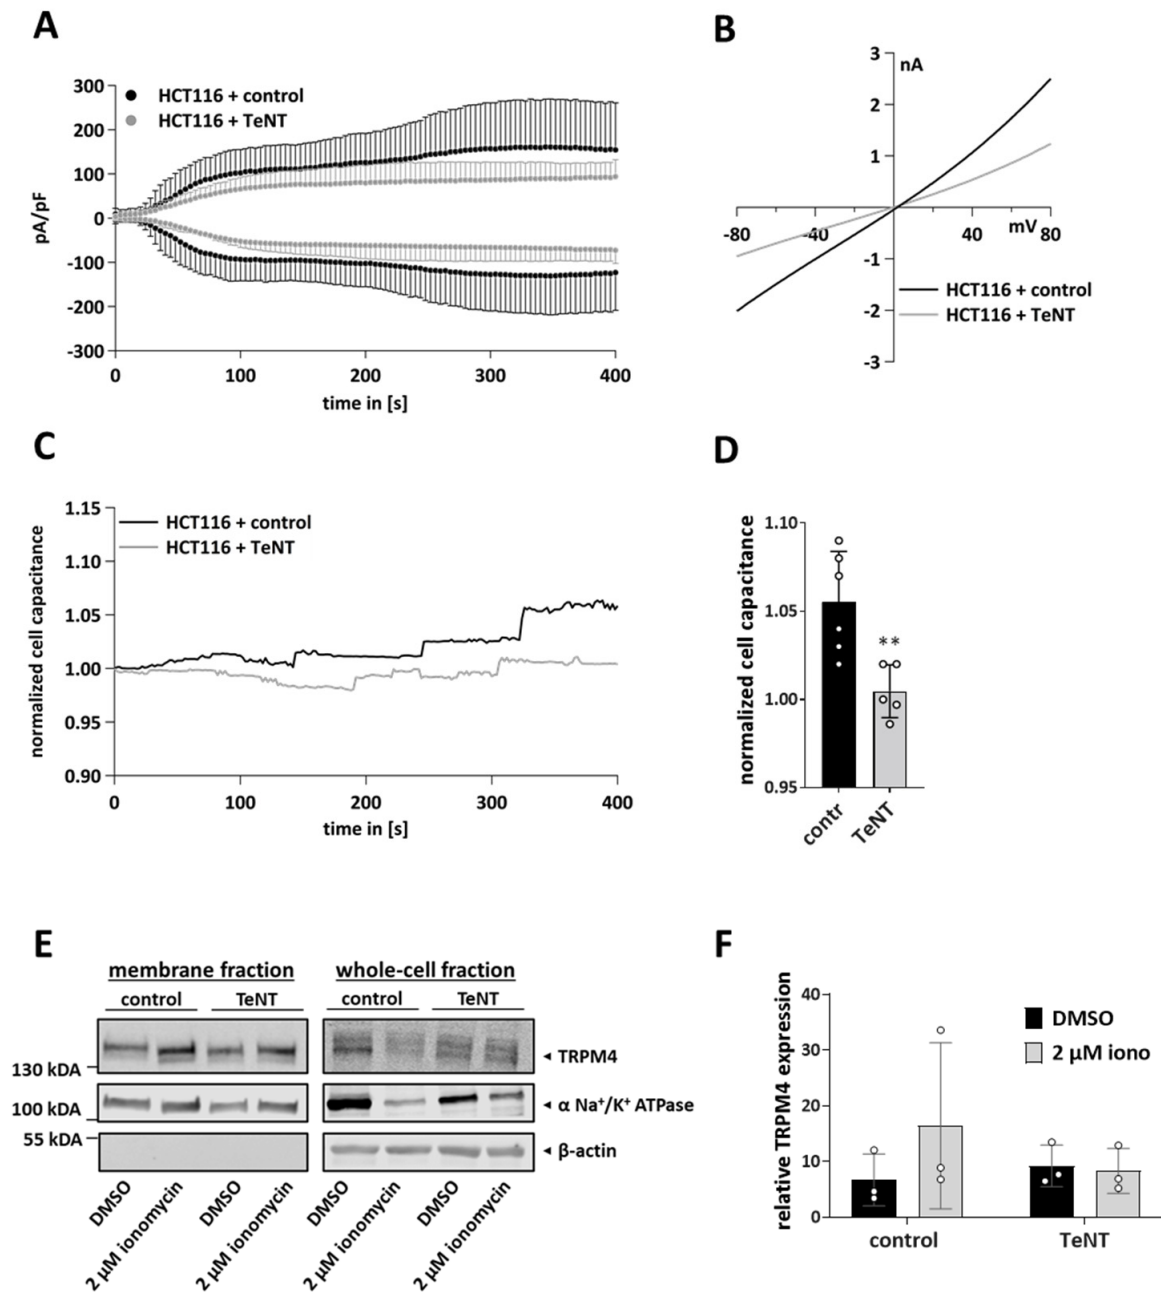 A
300
200
100
0
-100
-200
-300
pA/pF
HCT116 + control
HCT116 + TeNT
0 100 200 300 400
time in [s]
B
3
2
1
-1
-2
-3
nA
-80 -40 40 80
mV
HCT116 + control
HCT116 + TeNT
C
1.15
1.10
1.05
1.00
0.95
0.90
normalized cell capacitance
HCT116 + control
HCT116 + TeNT
0 100 200 300 400
time in [s]
D
1.10
1.05
1.00
0.95
normalized cell capacitance
**
contr TeNT
E
membrane fraction whole-cell fraction
control TeNT control TeNT
130 kDA
TRPM4
100 kDA
α Na⁺/K⁺ ATPase
55 kDA
β-actin
DMSO 2 µM ionomycin DMSO 2 µM ionomycin DMSO 2 µM ionomycin DMSO 2 µM ionomycin
F
40
30
20
10
0
relative TRPM4 expression
DMSO
2 µM iono
control TeNT